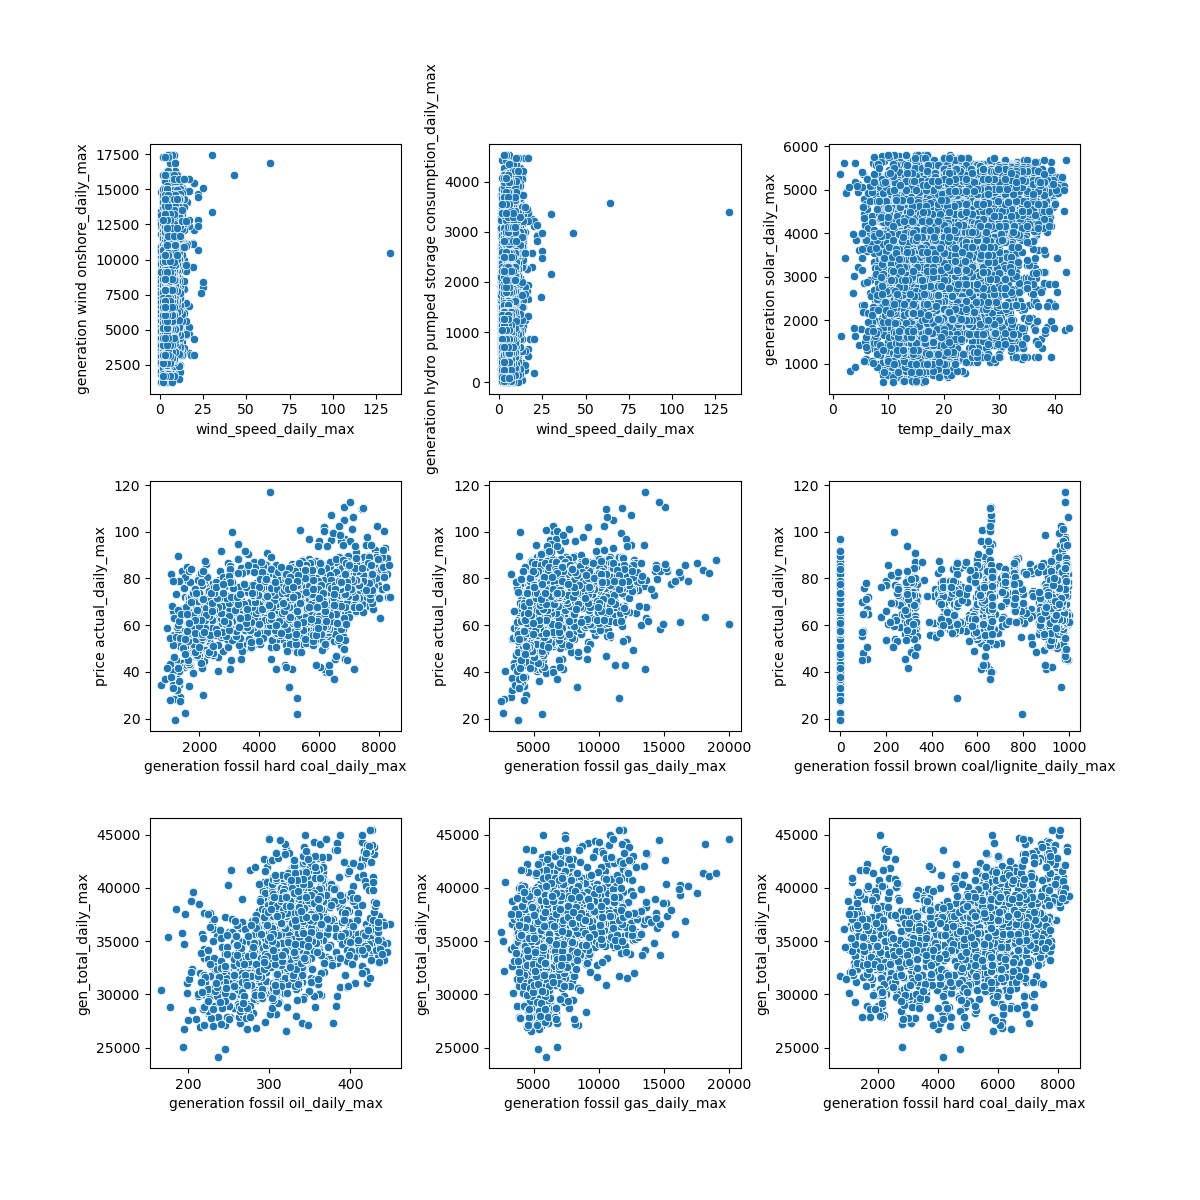 generation wind onshore_daily_max
17500
15000
12500
10000
7500
5000
2500
0 25 50 75 100 125
wind_speed_daily_max
generation hydro pumped storage consumption_daily_max
4000
3000
2000
1000
0
0 25 50 75 100 125
wind_speed_daily_max
generation solar_daily_max
6000
5000
4000
3000
2000
1000
0 10 20 30 40
temp_daily_max
price actual_daily_max
120
100
80
60
40
20
2000 4000 6000 8000
generation fossil hard coal_daily_max
price actual_daily_max
120
100
80
60
40
20
5000 10000 15000 20000
generation fossil gas_daily_max
price actual_daily_max
120
100
80
60
40
20
0 200 400 600 800 1000
generation fossil brown coal/lignite_daily_max
gen_total_daily_max
45000
40000
35000
30000
25000
200 300 400
generation fossil oil_daily_max
gen_total_daily_max
45000
40000
35000
30000
25000
5000 10000 15000 20000
generation fossil gas_daily_max
gen_total_daily_max
45000
40000
35000
30000
25000
2000 4000 6000 8000
generation fossil hard coal_daily_max